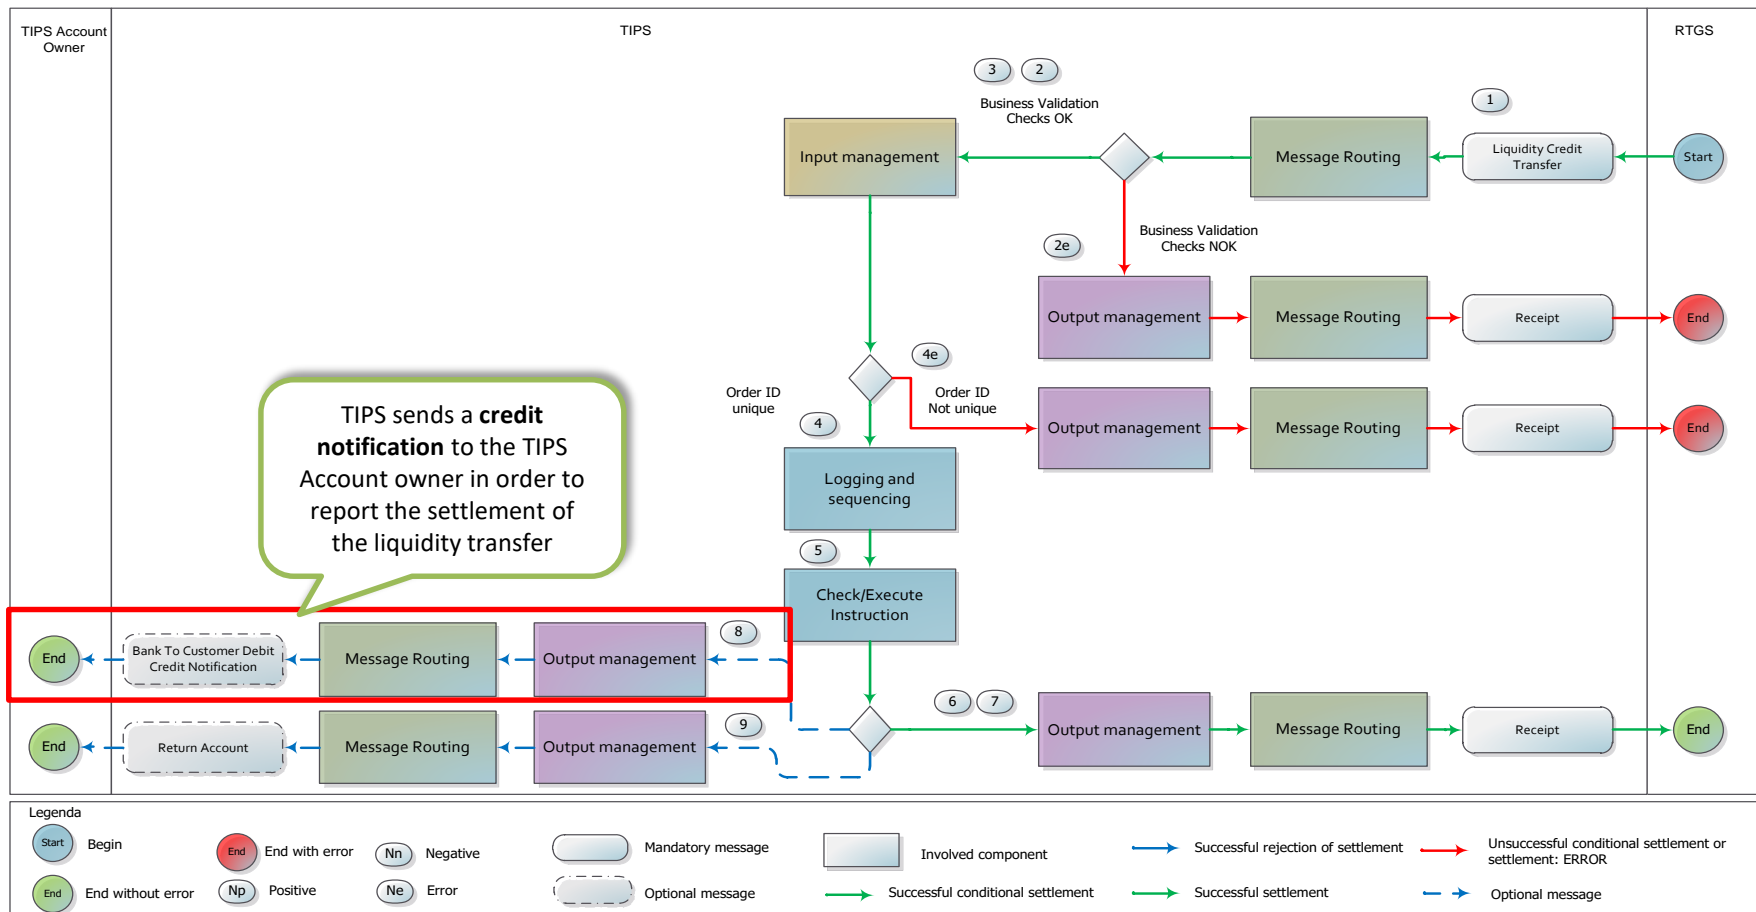 TIPS Account
Owner
TIPS
RTGS
3
2
1
Business Validation
Checks OK
Input management
Message Routing
Liquidity Credit
Transfer
Start
Business Validation
Checks NOK
2e
Output management
Message Routing
Receipt
End
4e
Order ID
unique
Order ID
Not unique
Output management
Message Routing
Receipt
End
4
TIPS sends a credit
notification to the TIPS
Account owner in order to
report the settlement of
the liquidity transfer
Logging and
sequencing
5
Check/Execute
Instruction
End
Bank To Customer Debit
Credit Notification
Message Routing
Output management
8
End
Return Account
Message Routing
Output management
9
6
7
Output management
Message Routing
Receipt
End
Legenda
Start
Begin
End
End with error
Nn
Negative
Mandatory message
Involved component
Successful rejection of settlement
Unsuccessful conditional settlement or
settlement: ERROR
End
End without error
Np
Positive
Ne
Error
Optional message
Successful conditional settlement
Successful settlement
Optional message